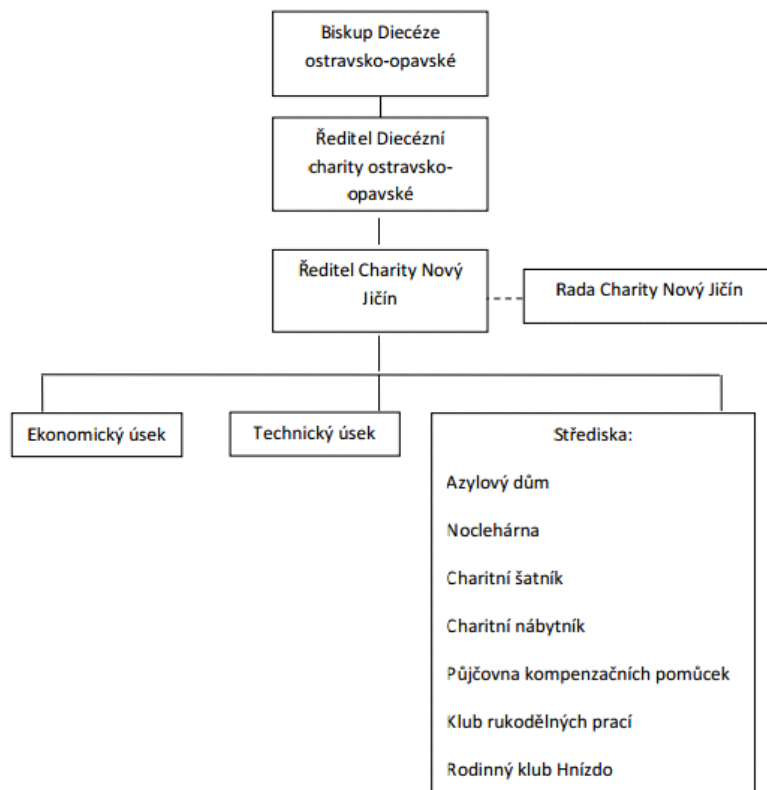 Biskup Diecéze
ostravsko-opavské
Ředitel Diecézní
charity ostravsko-
opavské
Ředitel Charity Nový
Jičín
Rada Charity Nový Jičín
Ekonomický úsek
Technický úsek
Střediska:
Azylový dům
Noclehárna
Charitní šatník
Charitní nábytník
Půjčovna kompenzačních pomůcek
Klub rukodělných prací
Rodinný klub Hnízdo